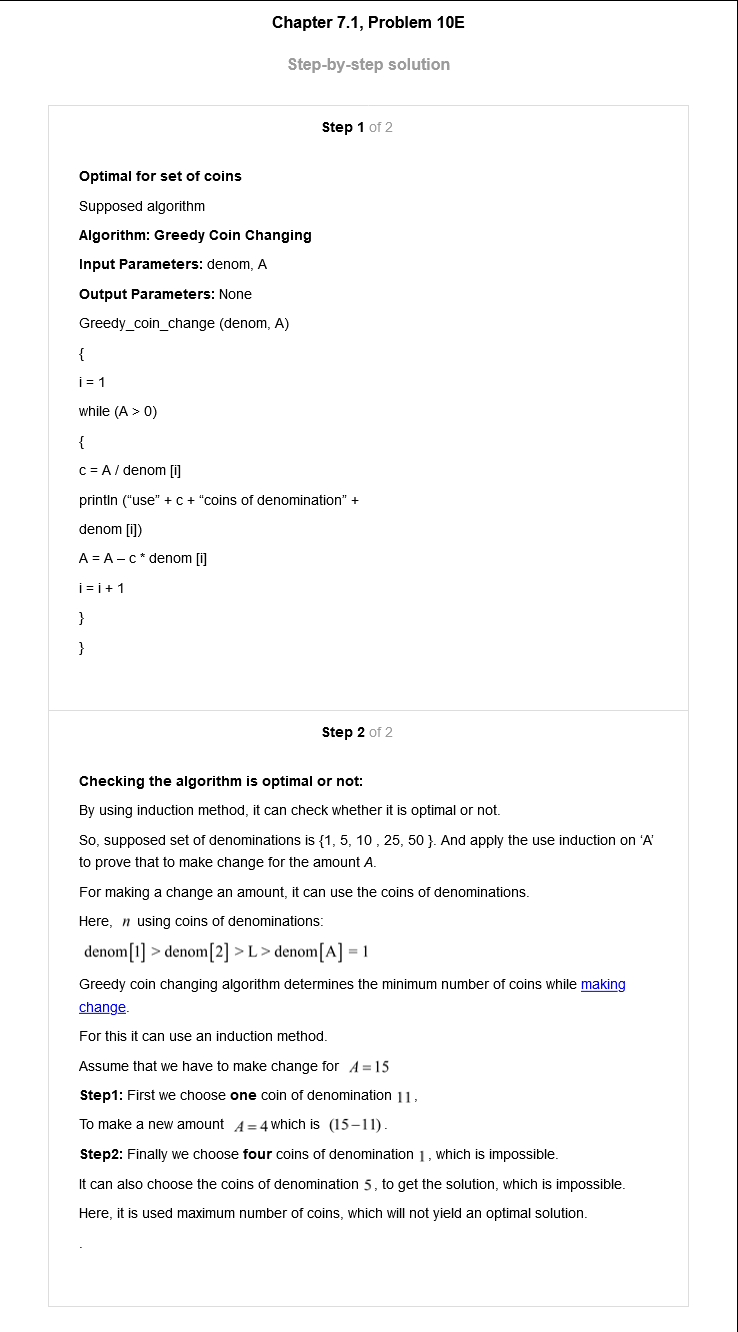 Chapter 7.1, Problem 10E
Step-by-step solution
Step 1 of 2
Optimal for set of coins
Supposed algorithm
Algorithm: Greedy Coin Changing
Input Parameters: denom, A
Output Parameters: None
Greedy_coin_change (denom, A)
{
i = 1
while (A > 0)
{
c = A / denom [i]
println (“use” + c + “coins of denomination” +
denom [i])
A = A – c * denom [i]
i = i + 1
}
}
Step 2 of 2
Checking the algorithm is optimal or not:
By using induction method, it can check whether it is optimal or not.
So, supposed set of denominations is {1, 5, 10 , 25, 50 }. And apply the use induction on ‘A’
to prove that to make change for the amount A.
For making a change an amount, it can use the coins of denominations.
Here, n using coins of denominations:
denom[1] > denom[2] > L > denom[A] = 1
Greedy coin changing algorithm determines the minimum number of coins while making
change.
For this it can use an induction method.
Assume that we have to make change for A = 15
Step1: First we choose one coin of denomination 11,
To make a new amount A = 4 which is (15–11).
Step2: Finally we choose four coins of denomination 1, which is impossible.
It can also choose the coins of denomination 5, to get the solution, which is impossible.
Here, it is used maximum number of coins, which will not yield an optimal solution.
.